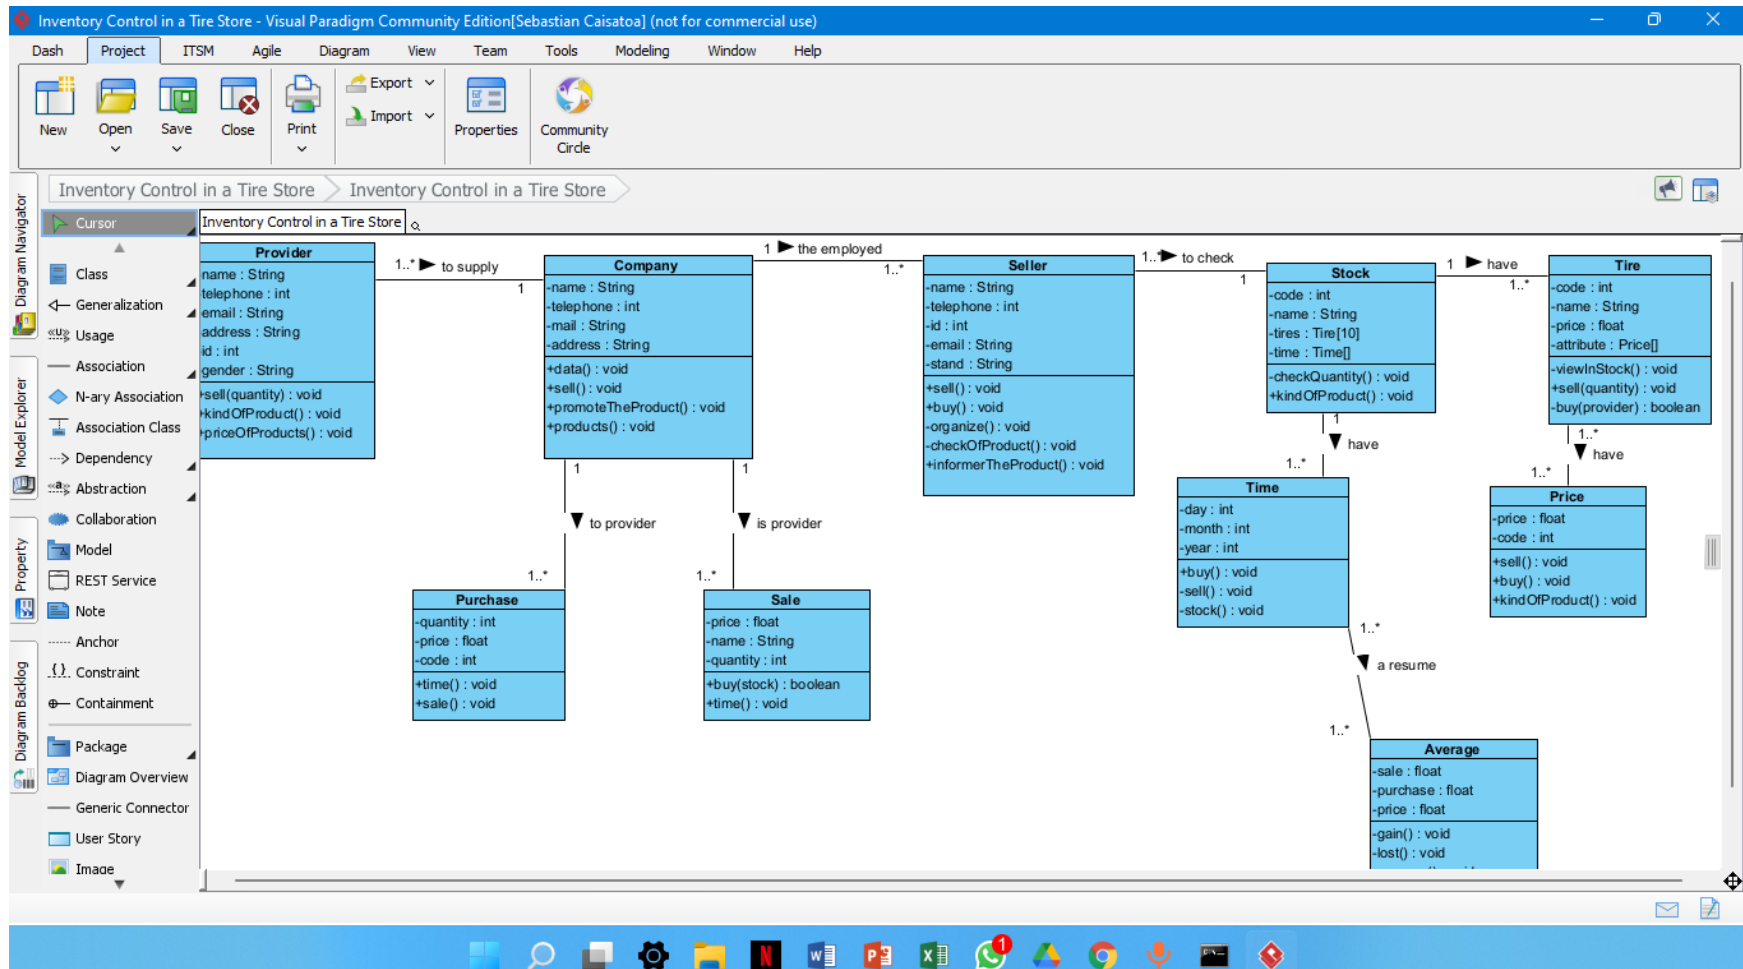 Inventory Control in a Tire Store - Visual Paradigm Community Edition[Sebastian Caisatoa] (not for commercial use)
Dash Project ITSM Agile Diagram View Team Tools Modeling Window Help
New Open Save Close Print Export Import Properties Community Circle
Inventory Control in a Tire Store Inventory Control in a Tire Store
Diagram Navigator
Model Explorer
Property
Diagram Backlog
Cursor
Class
Generalization
«U» Usage
Association
N-ary Association
Association Class
Dependency
«a» Abstraction
Collaboration
Model
REST Service
Note
Anchor
{} Constraint
Containment
Package
Diagram Overview
Generic Connector
User Story
Image
Inventory Control in a Tire Store
Provider
name : String
telephone : int
email : String
address : String
id : int
gender : String
+sell(quantity) : void
+kindOfProduct() : void
+priceOfProducts() : void
1..* to supply
1
Company
-name : String
-telephone : int
-mail : String
-address : String
+data() : void
+sell() : void
+promoteTheProduct() : void
+products() : void
1 the employed
1..*
Seller
-name : String
-telephone : int
-id : int
-email : String
-stand : String
+sell() : void
+buy() : void
-organize() : void
-checkOfProduct() : void
+informerTheProduct() : void
1..* to check
1
Stock
-code : int
-name : String
-tires : Tire[10]
-time : Time[]
-checkQuantity() : void
+kindOfProduct() : void
1 have
1..*
Tire
-code : int
-name : String
-price : float
-attribute : Price[]
-viewInStock() : void
+sell(quantity) : void
-buy(provider) : boolean
1
to provider
1..*
1
is provider
1..*
Purchase
-quantity : int
-price : float
-code : int
+time() : void
+sale() : void
Sale
-price : float
-name : String
-quantity : int
+buy(stock) : boolean
+time() : void
1
have
1..*
Time
-day : int
-month : int
-year : int
+buy() : void
-sell() : void
-stock() : void
1..*
have
1..*
Price
-price : float
-code : int
+sell() : void
+buy() : void
+kindOfProduct() : void
1..*
a resume
1..*
Average
-sale : float
-purchase : float
-price : float
-gain() : void
-lost() : void
1